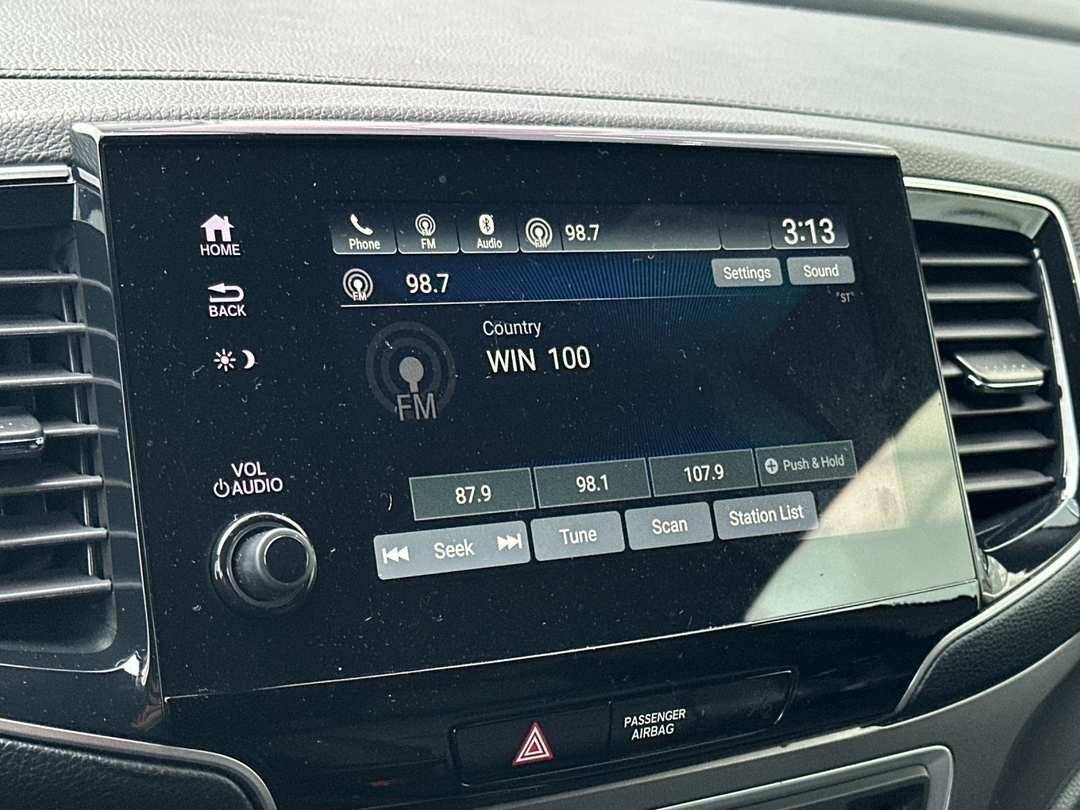 HOME
BACK
VOL
AUDIO
Phone
FM
Audio
FM
98.7
3:13
FM
98.7
Settings
Sound
"ST"
Country
WIN 100
FM
87.9
98.1
107.9
Push & Hold
Seek
Tune
Scan
Station List
PASSENGER
AIRBAG